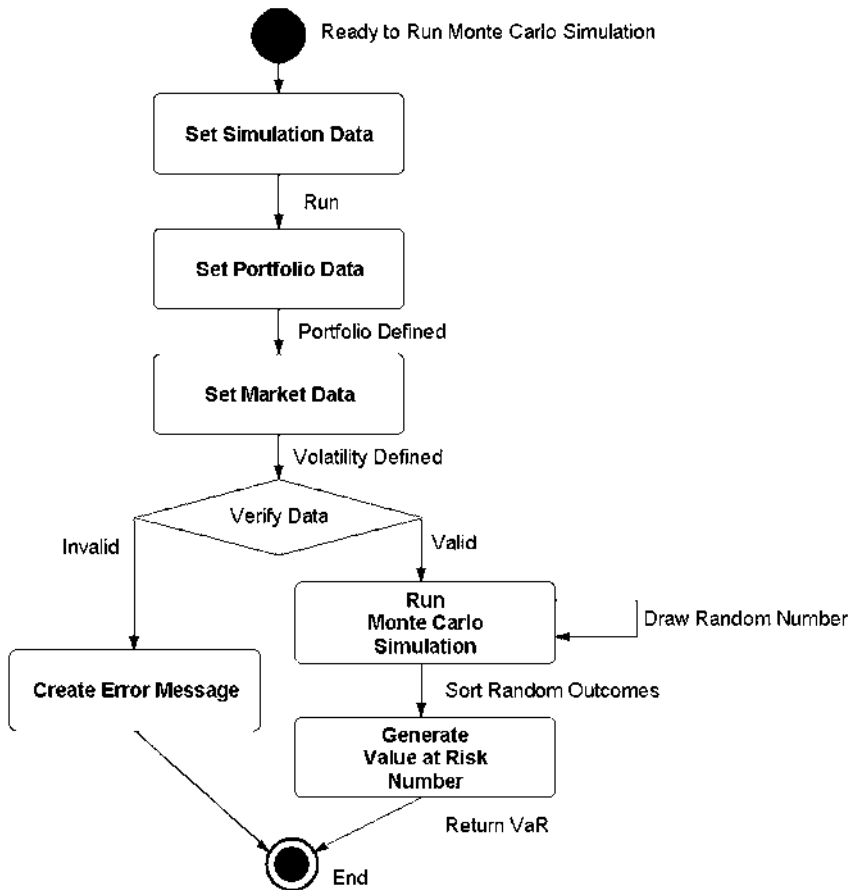 Ready to Run Monte Carlo Simulation
Set Simulation Data
Run
Set Portfolio Data
Portfolio Defined
Set Market Data
Volatility Defined
Verify Data
Invalid
Valid
Run
Monte Carlo
Simulation
Draw Random Number
Create Error Message
Sort Random Outcomes
Generate
Value at Risk
Number
Return VaR
End